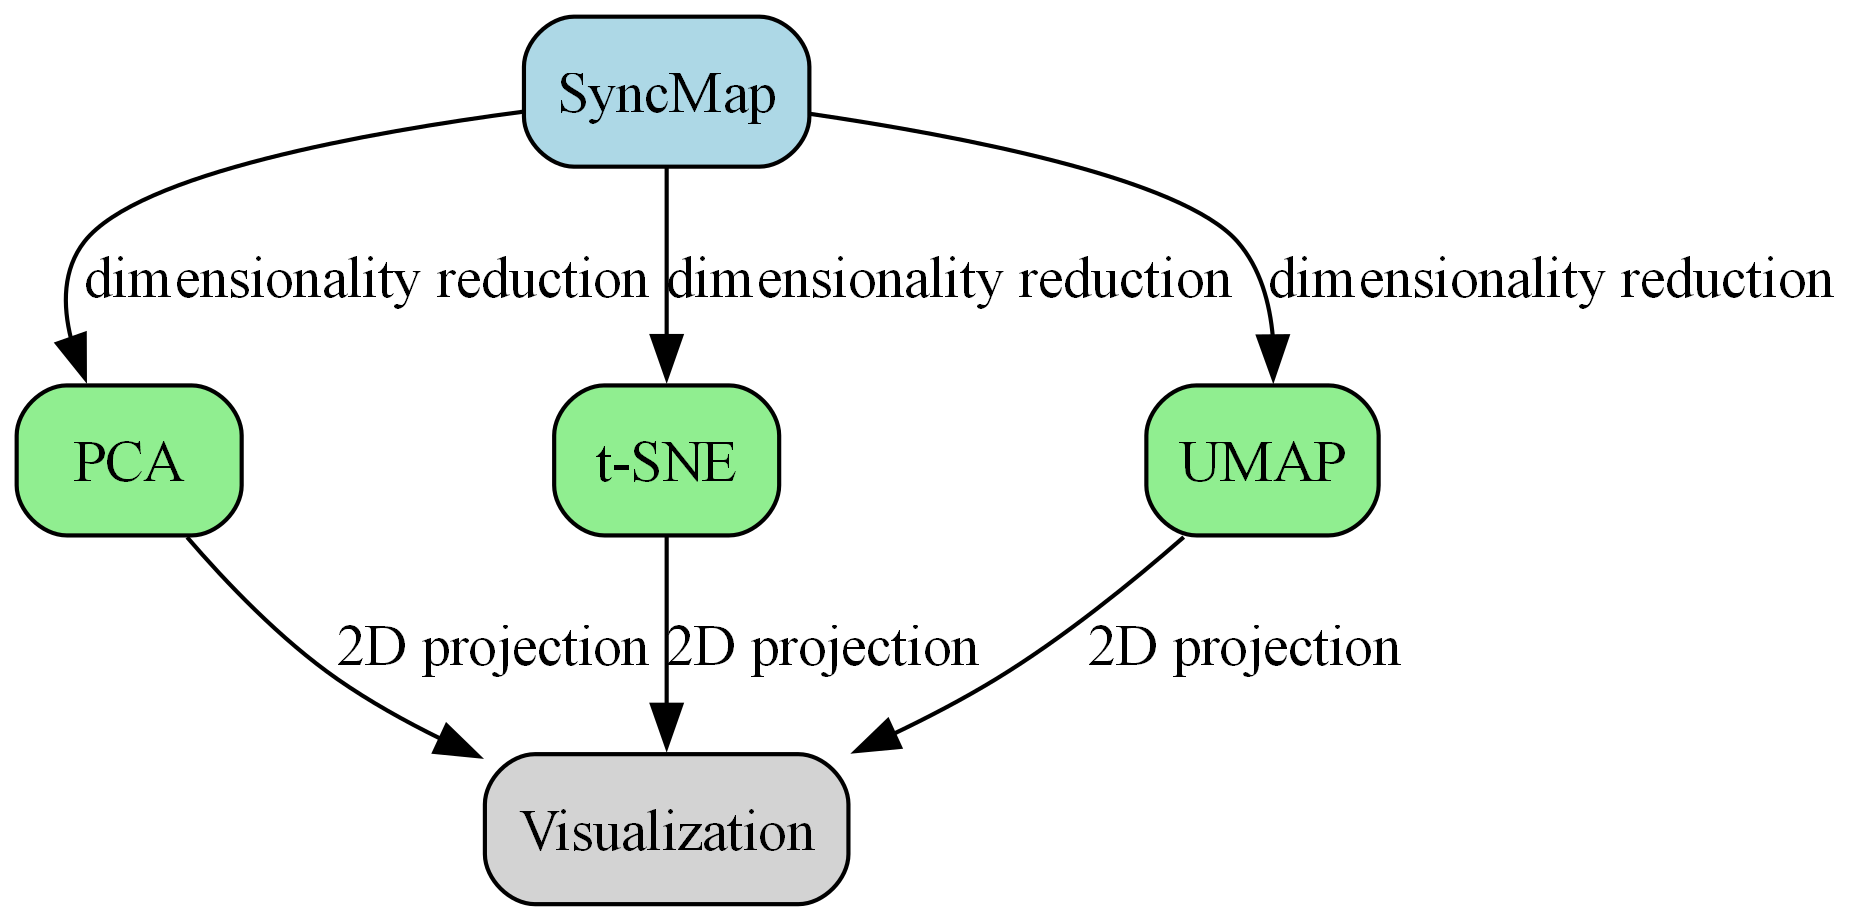 SyncMap
dimensionality reduction
dimensionality reduction
dimensionality reduction
PCA
t-SNE
UMAP
2D projection
2D projection
2D projection
Visualization